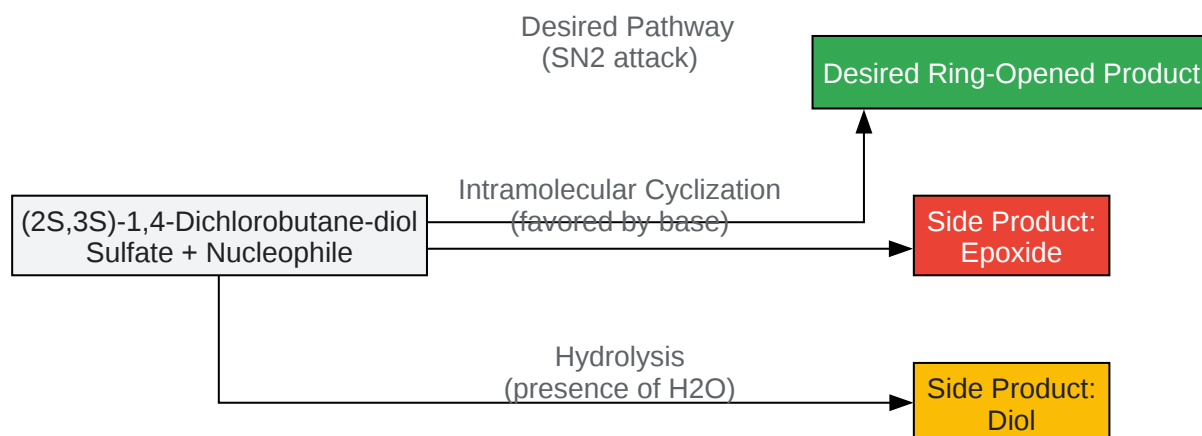 Desired Pathway
(SN2 attack)
Desired Ring-Opened Product
Intramolecular Cyclization
(favored by base)
(2S,3S)-1,4-Dichlorobutane-diol
Sulfate + Nucleophile
Side Product:
Epoxide
Hydrolysis
(presence of H2O)
Side Product:
Diol